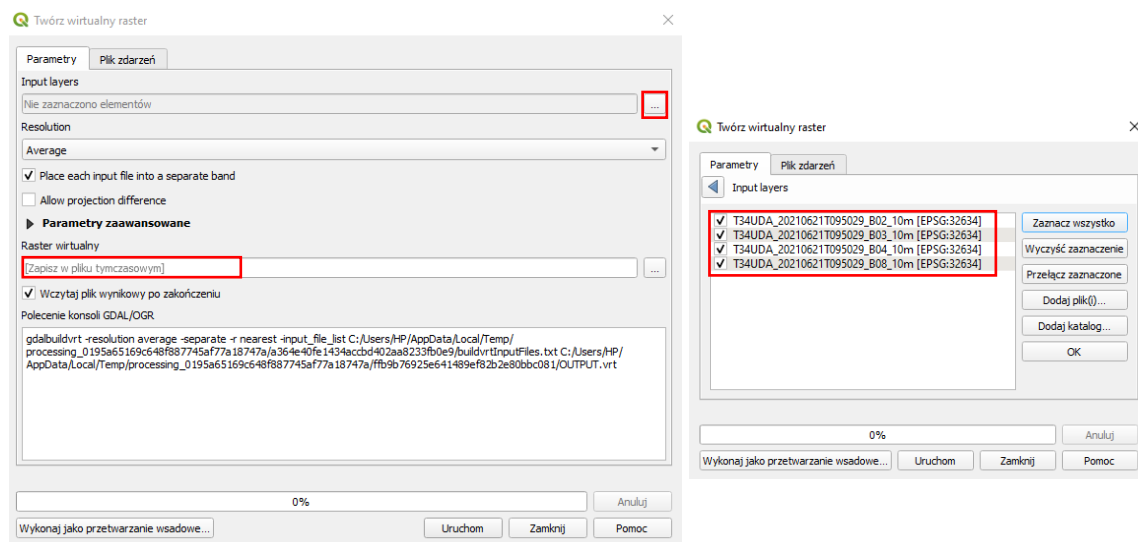 Twórz wirtualny raster
Parametry
Plik zdarzeń
Input layers
Nie zaznaczono elementów
...
Resolution
Average
Place each input file into a separate band
Allow projection difference
Parametry zaawansowane
Raster wirtualny
[Zapisz w pliku tymczasowym]
...
Wczytaj plik wynikowy po zakończeniu
Polecenie konsoli GDAL/OGR
gdalbuildvrt -resolution average -separate -r nearest -input_file_list C:/Users/HP/AppData/Local/Temp/
processing_0195a65169c648f887745af77a18747a/a364e40fe1434accbd402aa8233fb0e9/buildvrtInputFiles.txt C:/Users/HP/
AppData/Local/Temp/processing_0195a65169c648f887745af77a18747a/ffb9b76925e641489ef82b2e80bbc081/OUTPUT.vrt
0%
Anuluj
Wykonaj jako przetwarzanie wsadowe...
Uruchom
Zamknij
Pomoc
Twórz wirtualny raster
Parametry
Plik zdarzeń
Input layers
T34UDA_20210621T095029_B02_10m [EPSG:32634]
T34UDA_20210621T095029_B03_10m [EPSG:32634]
T34UDA_20210621T095029_B04_10m [EPSG:32634]
T34UDA_20210621T095029_B08_10m [EPSG:32634]
Zaznacz wszystko
Wyczyść zaznaczenie
Przełącz zaznaczone
Dodaj plik(i)...
Dodaj katalog...
OK
0%
Anuluj
Wykonaj jako przetwarzanie wsadowe...
Uruchom
Zamknij
Pomoc